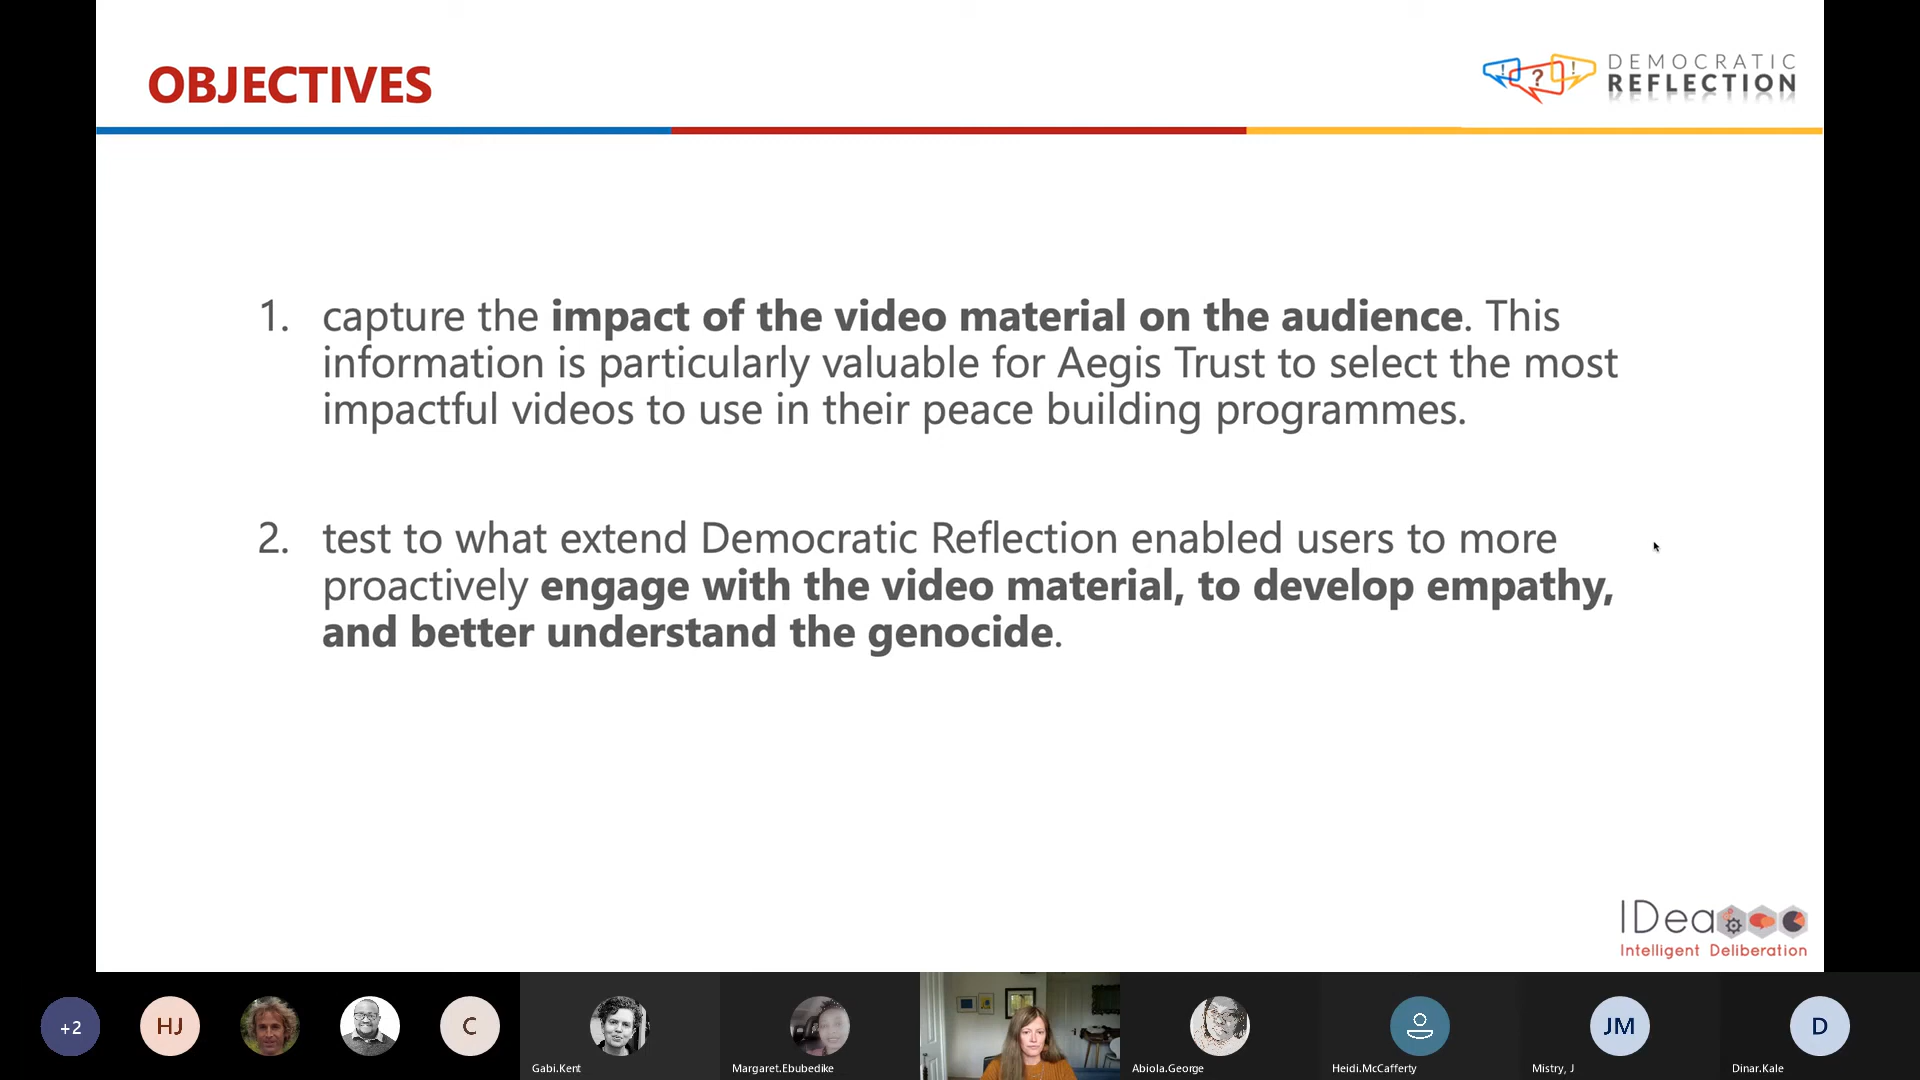 OBJECTIVES
DEMOCRATIC
REFLECTION
1. capture the impact of the video material on the audience. This
information is particularly valuable for Aegis Trust to select the most
impactful videos to use in their peace building programmes.
2. test to what extend Democratic Reflection enabled users to more
proactively engage with the video material, to develop empathy,
and better understand the genocide.
IDea
Intelligent Deliberation
+2
HJ
C
JM
D
Gabi.Kent
Margaret.Ebubedike
Abiola.George
Heidi.McCafferty
Mistry, J
Dinar.Kale